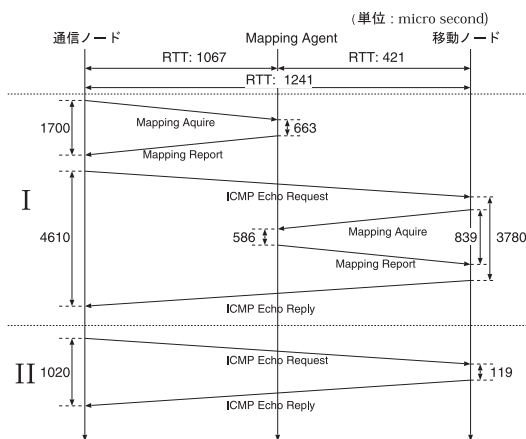 (単位 : micro second)
通信ノード Mapping Agent 移動ノード
RTT: 1067 RTT: 421
RTT: 1241
I
1700
Mapping Aquire
663
Mapping Report
4610
ICMP Echo Request
586
Mapping Aquire
839
3780
Mapping Report
ICMP Echo Reply
II
1020
ICMP Echo Request
119
ICMP Echo Reply